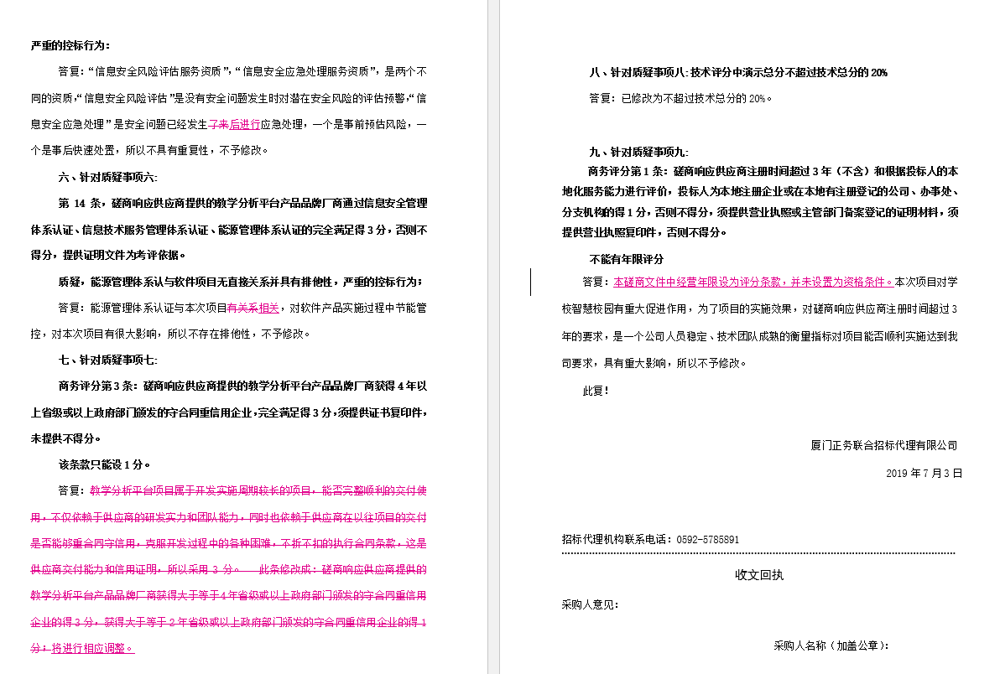 严重的控标行为：
答复：“信息安全风险评估服务资质”，“信息安全应急处理服务资质”，是两个不
同的资质，“信息安全风险评估”是没有安全问题发生时对潜在安全风险的评估预警，“信
息安全应急处理”是安全问题已经发生了来后进行应急处理，一个是事前预估风险，一
个是事后快速处置，所以不具有重复性，不予修改。
六、针对质疑事项六:
第 14 条，磋商响应供应商提供的教学分析平台产品品牌厂商通过信息安全管理
体系认证、信息技术服务管理体系认证、能源管理体系认证的完全满足得 3 分，否则不
得分，提供证明文件为考评依据。
质疑，能源管理体系认与软件项目无直接关系并具有排他性，严重的控标行为；
答复：能源管理体系认证与本次项目有关系相关，对软件产品实施过程中节能管
控，对本次项目有很大影响，所以不存在排他性，不予修改。
七、针对质疑事项七:
商务评分第 3 条：磋商响应供应商提供的教学分析平台产品品牌厂商获得 4 年以
上省级或以上政府部门颁发的守合同重信用企业，完全满足得 3 分，须提供证书复印件，
未提供不得分。
该条款只能设 1 分。
答复：教学分析平台项目属于开发实施周期较长的项目，能否完整顺利的交付使
用，不仅依赖于供应商的研发实力和团队能力，同时也依赖于供应商在以往项目的交付
是否能够重合同守信用，克服开发过程中的各种困难，不折不扣的执行合同条款，这是
供应商交付能力和信用证明，所以采用 3 分。 此条修改成：磋商响应供应商提供的
教学分析平台产品品牌厂商获得大于等于 4 年省级或以上政府部门颁发的守合同重信用
企业的得 3 分，获得大于等于 2 年省级或以上政府部门颁发的守合同重信用企业的得 1
分；将进行相应调整。
八、针对质疑事项八:技术评分中演示总分不超过技术总分的 20%
答复：已修改为不超过技术总分的 20%。
九、针对质疑事项九:
商务评分第 1 条：磋商响应供应商注册时间超过 3 年（不含）和根据投标人的本
地化服务能力进行评价，投标人为本地注册企业或在本地有注册登记的公司、办事处、
分支机构的得 1 分，否则不得分，须提供营业执照或主管部门备案登记的证明材料，须
提供营业执照复印件，否则不得分。
不能有年限评分
答复：本磋商文件中经营年限设为评分条款，并未设置为资格条件。本次项目对学
校智慧校园有重大促进作用，为了项目的实施效果，对磋商响应供应商注册时间超过 3
年的要求，是一个公司人员稳定、技术团队成熟的衡量指标对项目能否顺利实施达到我
司要求，具有重大影响，所以不予修改。
此复！
厦门正务联合招标代理有限公司
2019 年 7 月 3 日
招标代理机构联系电话：0592-5785891
收文回执
采购人意见：
采购人名称（加盖公章）：